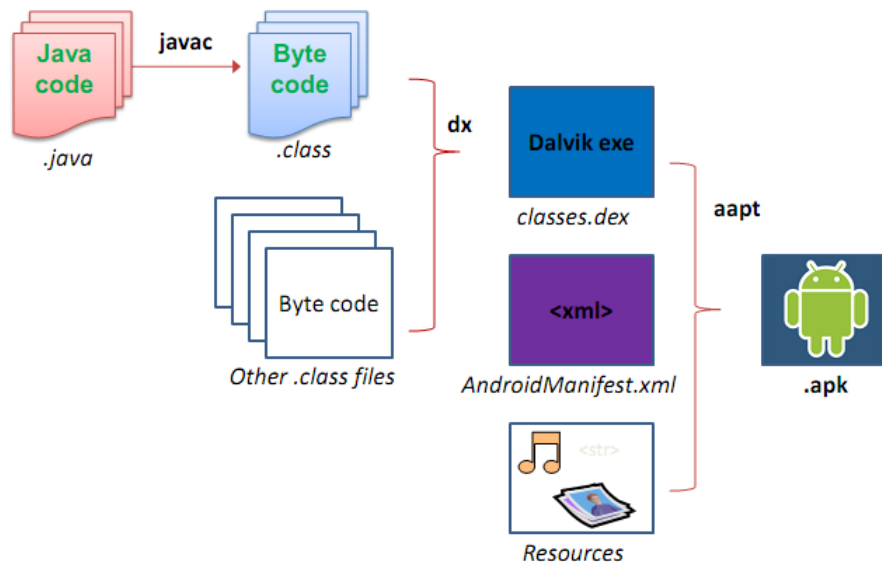 Java
code
javac
Byte
code
.java
.class
dx
Dalvik exe
classes.dex
aapt
Byte code
Other .class files
<xml>
AndroidManifest.xml
.apk
<str>
Resources